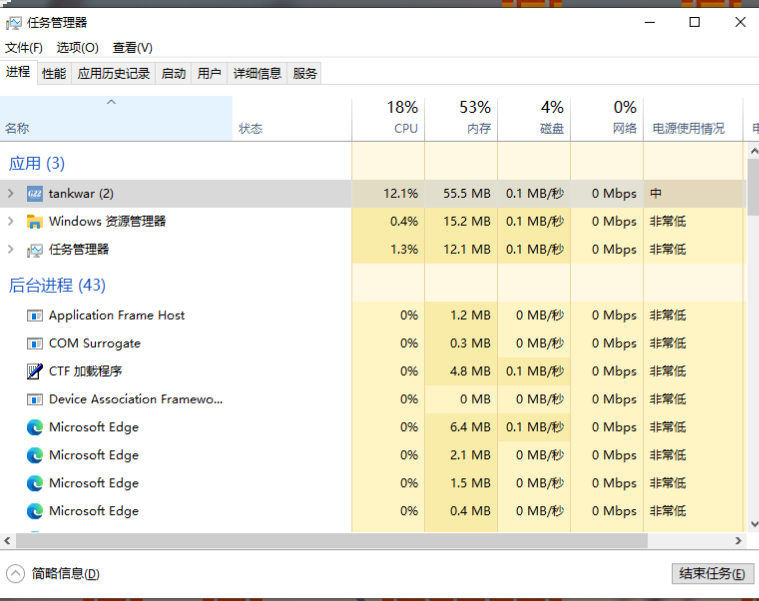 任务管理器
文件(F) 选项(O) 查看(V)
进程 性能 应用历史记录 启动 用户 详细信息 服务
18% 53% 4% 0%
名称 状态 CPU 内存 磁盘 网络 电源使用情况
应用 (3)
tankwar (2) 12.1% 55.5 MB 0.1 MB/秒 0 Mbps 中
Windows 资源管理器 0.4% 15.2 MB 0.1 MB/秒 0 Mbps 非常低
任务管理器 1.3% 12.1 MB 0.1 MB/秒 0 Mbps 非常低
后台进程 (43)
Application Frame Host 0% 1.2 MB 0 MB/秒 0 Mbps 非常低
COM Surrogate 0% 0.3 MB 0 MB/秒 0 Mbps 非常低
CTF 加载程序 0% 4.8 MB 0.1 MB/秒 0 Mbps 非常低
Device Association Framewo... 0% 0 MB 0 MB/秒 0 Mbps 非常低
Microsoft Edge 0% 6.4 MB 0.1 MB/秒 0 Mbps 非常低
Microsoft Edge 0% 2.1 MB 0 MB/秒 0 Mbps 非常低
Microsoft Edge 0% 1.5 MB 0 MB/秒 0 Mbps 非常低
Microsoft Edge 0% 0.4 MB 0 MB/秒 0 Mbps 非常低
简略信息(D) 结束任务(E)